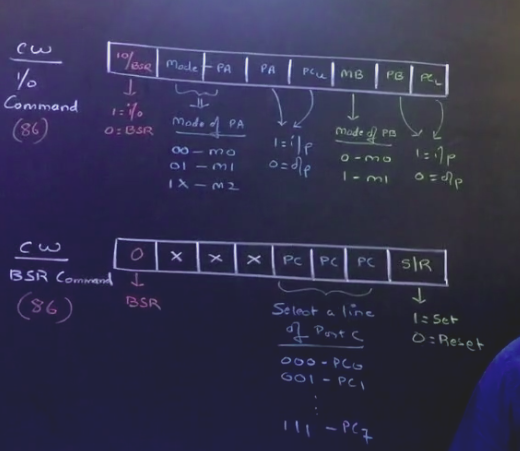 CW
I/O
Command
(86)
IO/BSR Mode - PA PA PCU MB PB PCL
1 = I/O
0 = BSR
Mode of PA
00 - M0
01 - M1
1X - M2
1 = i/p
0 = o/p
Mode of PB
0 - M0
1 - M1
1 = i/p
0 = o/p
CW
BSR Command
(86)
0 X X X PC PC PC S/R
BSR
Select a line
of Port C
000 - PC0
001 - PC1
:
111 - PC7
1 = Set
0 = Reset